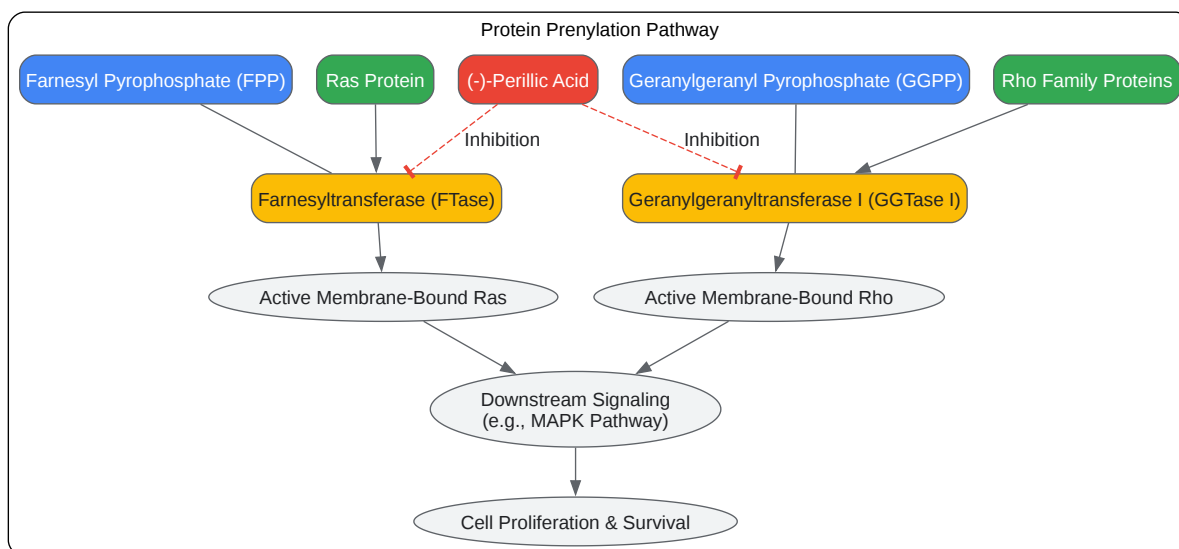 Protein Prenylation Pathway
Farnesyl Pyrophosphate (FPP)
Ras Protein
(-)-Perillic Acid
Geranylgeranyl Pyrophosphate (GGPP)
Rho Family Proteins
Inhibition
Inhibition
Farnesyltransferase (FTase)
Geranylgeranyltransferase I (GGTase I)
Active Membrane-Bound Ras
Active Membrane-Bound Rho
Downstream Signaling
(e.g., MAPK Pathway)
Cell Proliferation & Survival